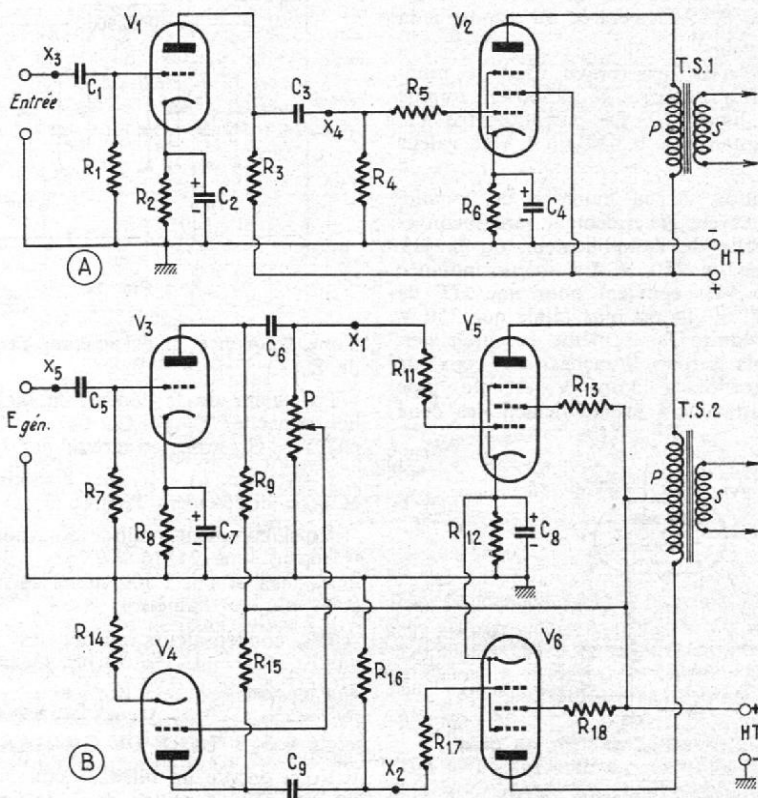 V1
V2
X3
C1
Entrée
R1
R2
C2
+
−
C3
X4
R3
R4
R5
R6
C4
+
−
T.S.1
P
S
−
HT
+
A
V3
V5
X5
C5
E gén.
R7
R8
C7
+
−
C6
X1
P
R9
R11
R13
R12
C8
+
−
T.S.2
P
S
R14
V4
R15
R16
V6
R17
R18
C9
X2
B
+
HT
−